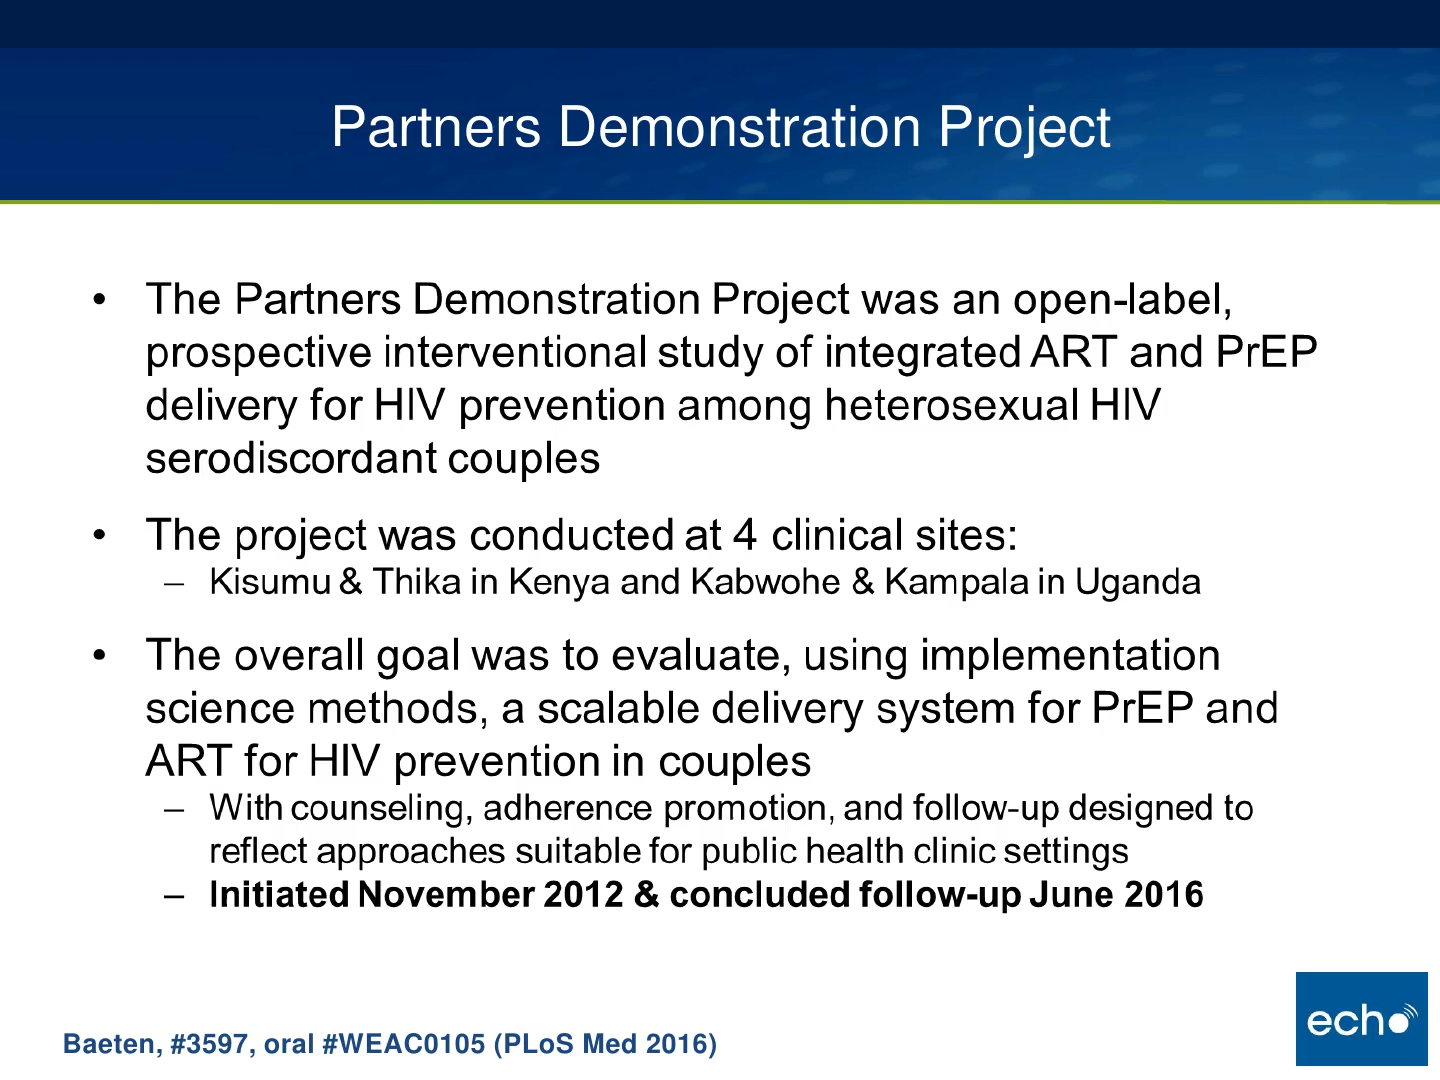 Partners Demonstration Project
• The Partners Demonstration Project was an open-label,
prospective interventional study of integrated ART and PrEP
delivery for HIV prevention among heterosexual HIV
serodiscordant couples
• The project was conducted at 4 clinical sites:
– Kisumu & Thika in Kenya and Kabwohe & Kampala in Uganda
• The overall goal was to evaluate, using implementation
science methods, a scalable delivery system for PrEP and
ART for HIV prevention in couples
– With counseling, adherence promotion, and follow-up designed to
reflect approaches suitable for public health clinic settings
– Initiated November 2012 & concluded follow-up June 2016
Baeten, #3597, oral #WEAC0105 (PLoS Med 2016)
echo